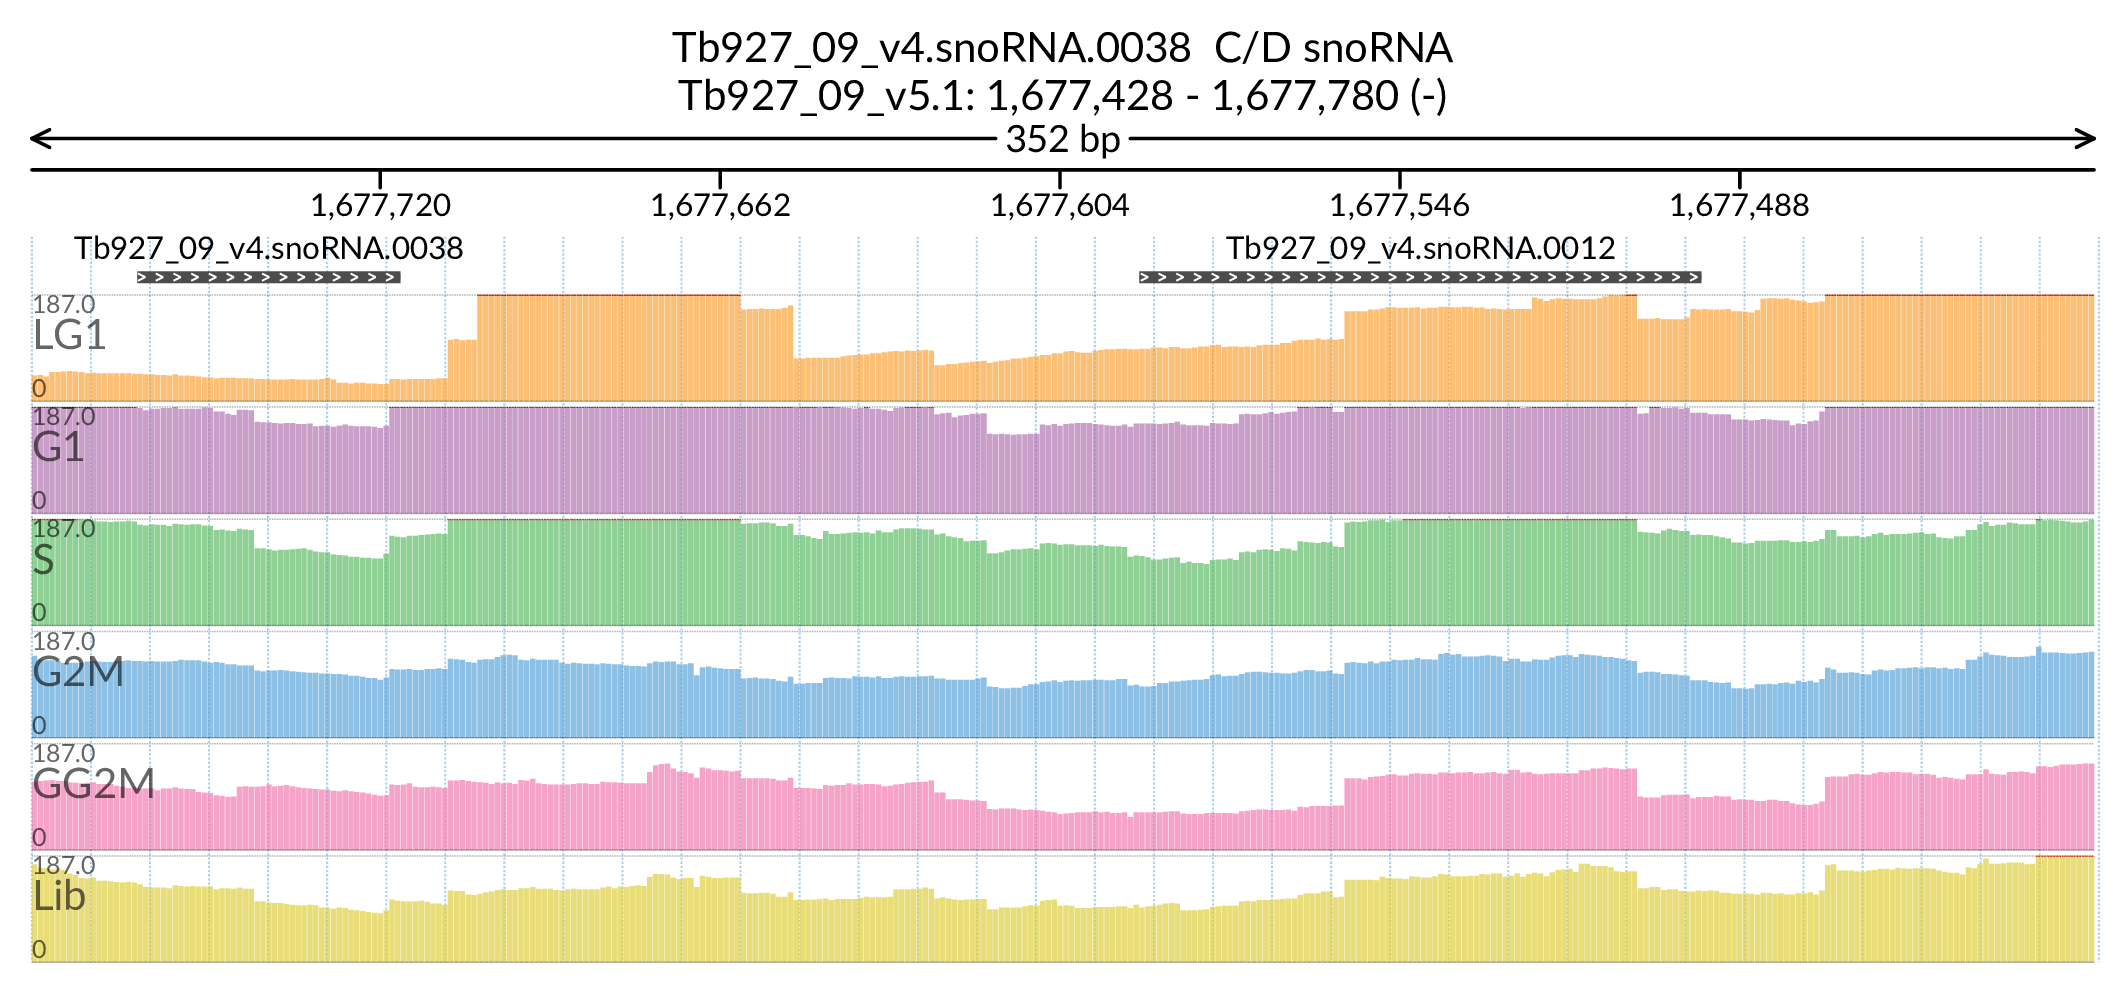 Tb927_09_v4.snoRNA.0038 C/D snoRNA
Tb927_09_v5.1: 1,677,428 - 1,677,780 (-)
352 bp
1,677,720 1,677,662 1,677,604 1,677,546 1,677,488
Tb927_09_v4.snoRNA.0038 Tb927_09_v4.snoRNA.0012
187.0
LG1
0
187.0
G1
0
187.0
S
0
187.0
G2M
0
187.0
GG2M
0
187.0
Lib
0